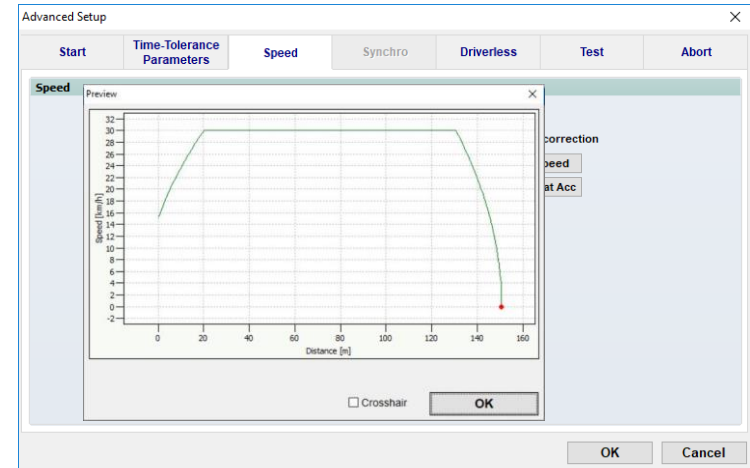 Advanced Setup
Start
Time-Tolerance
Parameters
Speed
Synchro
Driverless
Test
Abort
Speed
Preview
correction
peed
at Acc
32
30
28
26
24
22
20
18
16
14
12
10
8
6
4
2
0
-2
Speed [km/h]
0 20 40 60 80 100 120 140 160
Distance [m]
Crosshair
OK
OK
Cancel